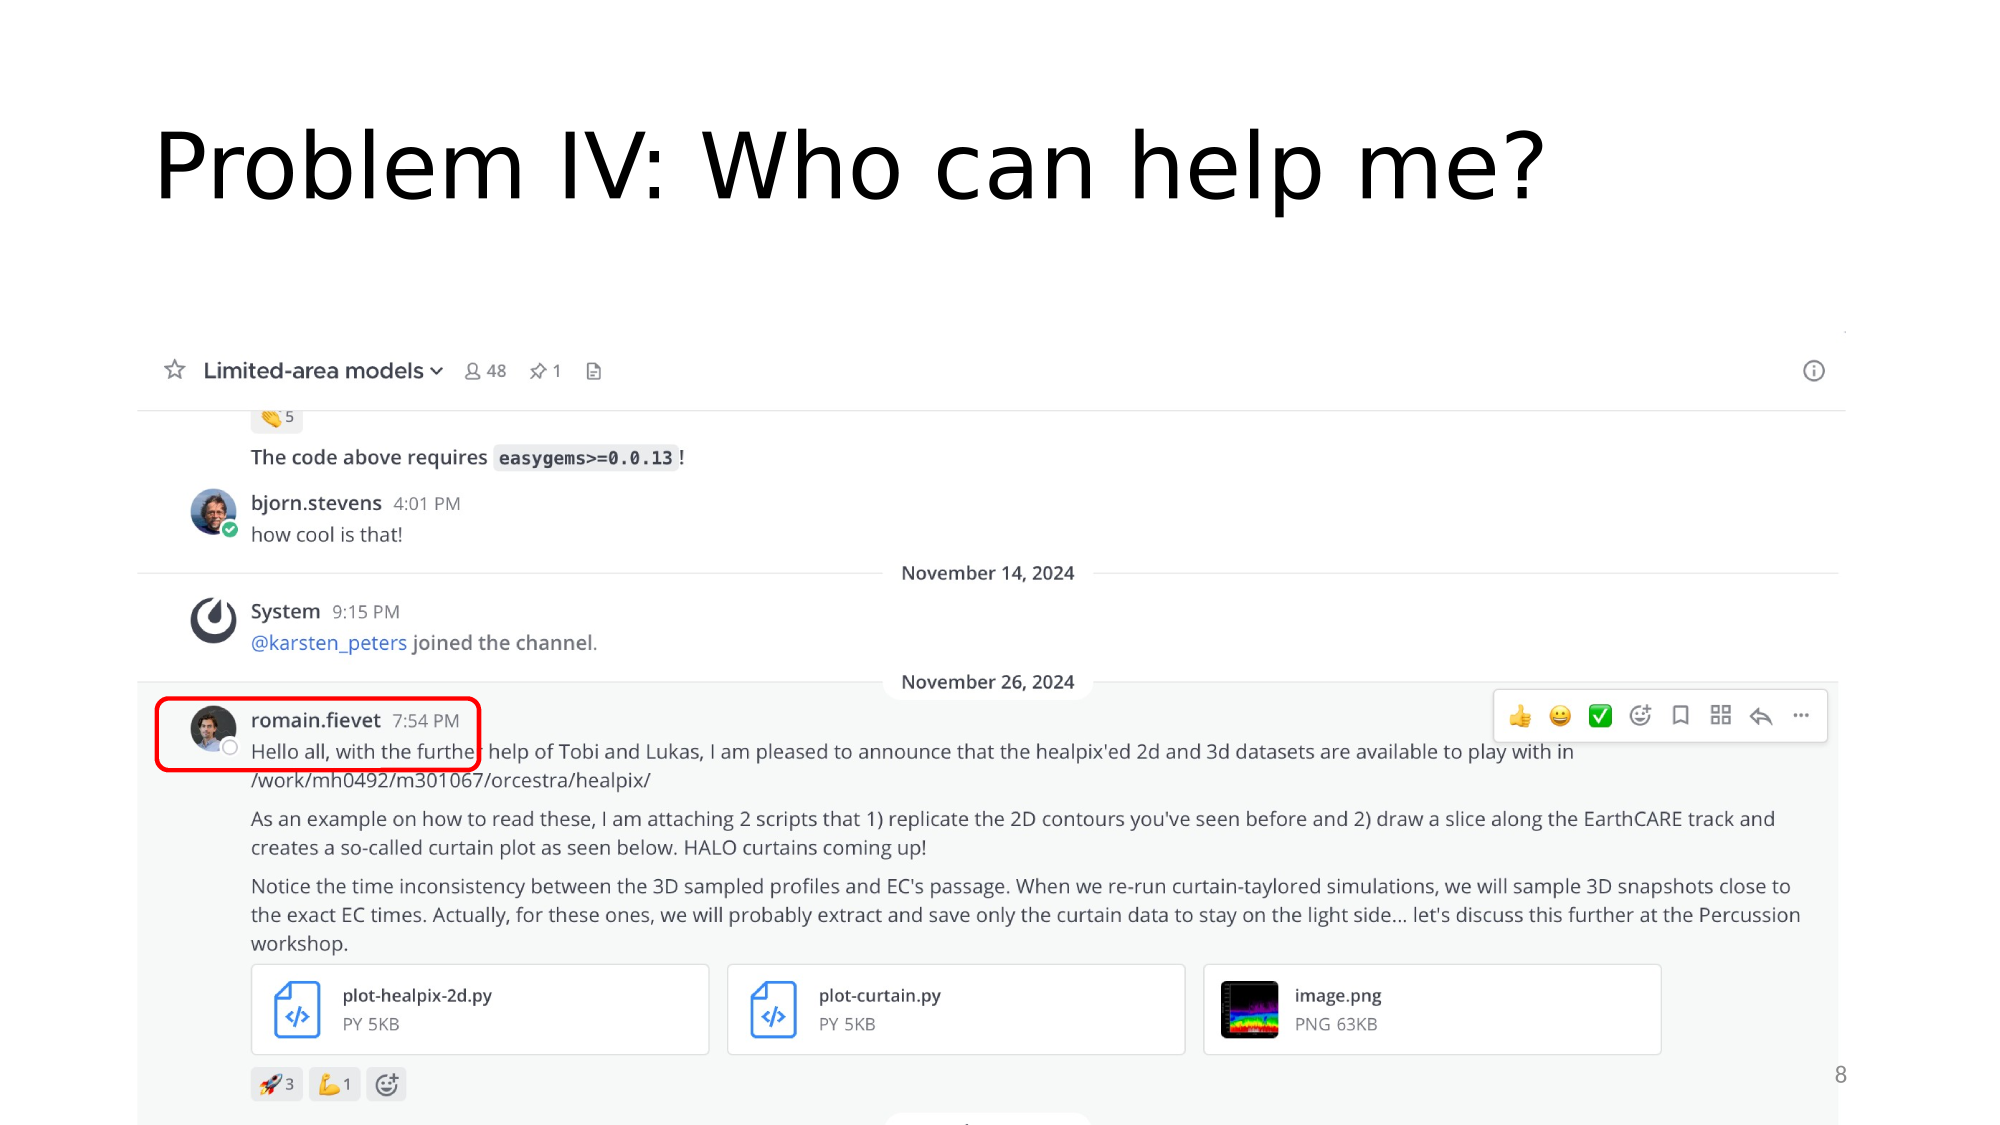 Problem IV: Who can help me?
Limited-area models 48 1
5
The code above requires easygems>=0.0.13!
bjorn.stevens 4:01 PM
how cool is that!
November 14, 2024
System 9:15 PM
@karsten_peters joined the channel.
November 26, 2024
romain.fievet 7:54 PM
Hello all, with the further help of Tobi and Lukas, I am pleased to announce that the healpix'ed 2d and 3d datasets are available to play with in
/work/mh0492/m301067/orcestra/healpix/
As an example on how to read these, I am attaching 2 scripts that 1) replicate the 2D contours you've seen before and 2) draw a slice along the EarthCARE track and
creates a so-called curtain plot as seen below. HALO curtains coming up!
Notice the time inconsistency between the 3D sampled profiles and EC's passage. When we re-run curtain-taylored simulations, we will sample 3D snapshots close to
the exact EC times. Actually, for these ones, we will probably extract and save only the curtain data to stay on the light side... let's discuss this further at the Percussion
workshop.
plot-healpix-2d.py
PY 5KB
plot-curtain.py
PY 5KB
image.png
PNG 63KB
3 1
8